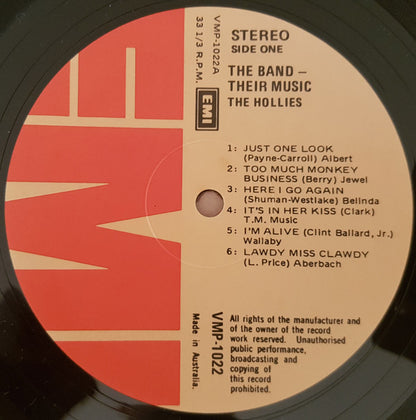 EMI
VMP-1022A
33 1/3 R.P.M.
STEREO
SIDE ONE
THE BAND –
THEIR MUSIC
THE HOLLIES
EMI
1: JUST ONE LOOK
(Payne-Carroll) Albert
2: TOO MUCH MONKEY
BUSINESS (Berry) Jewel
3: HERE I GO AGAIN
(Shuman-Westlake) Belinda
4: IT'S IN HER KISS (Clark)
T.M. Music
5: I'M ALIVE (Clint Ballard, Jr.)
Wallaby
6: LAWDY MISS CLAWDY
(L. Price) Aberbach
VMP-1022
Made in Australia.
All rights of the manufacturer and
of the owner of the record
work reserved. Unauthorised
public performance,
broadcasting and
copying of
this record
prohibited.